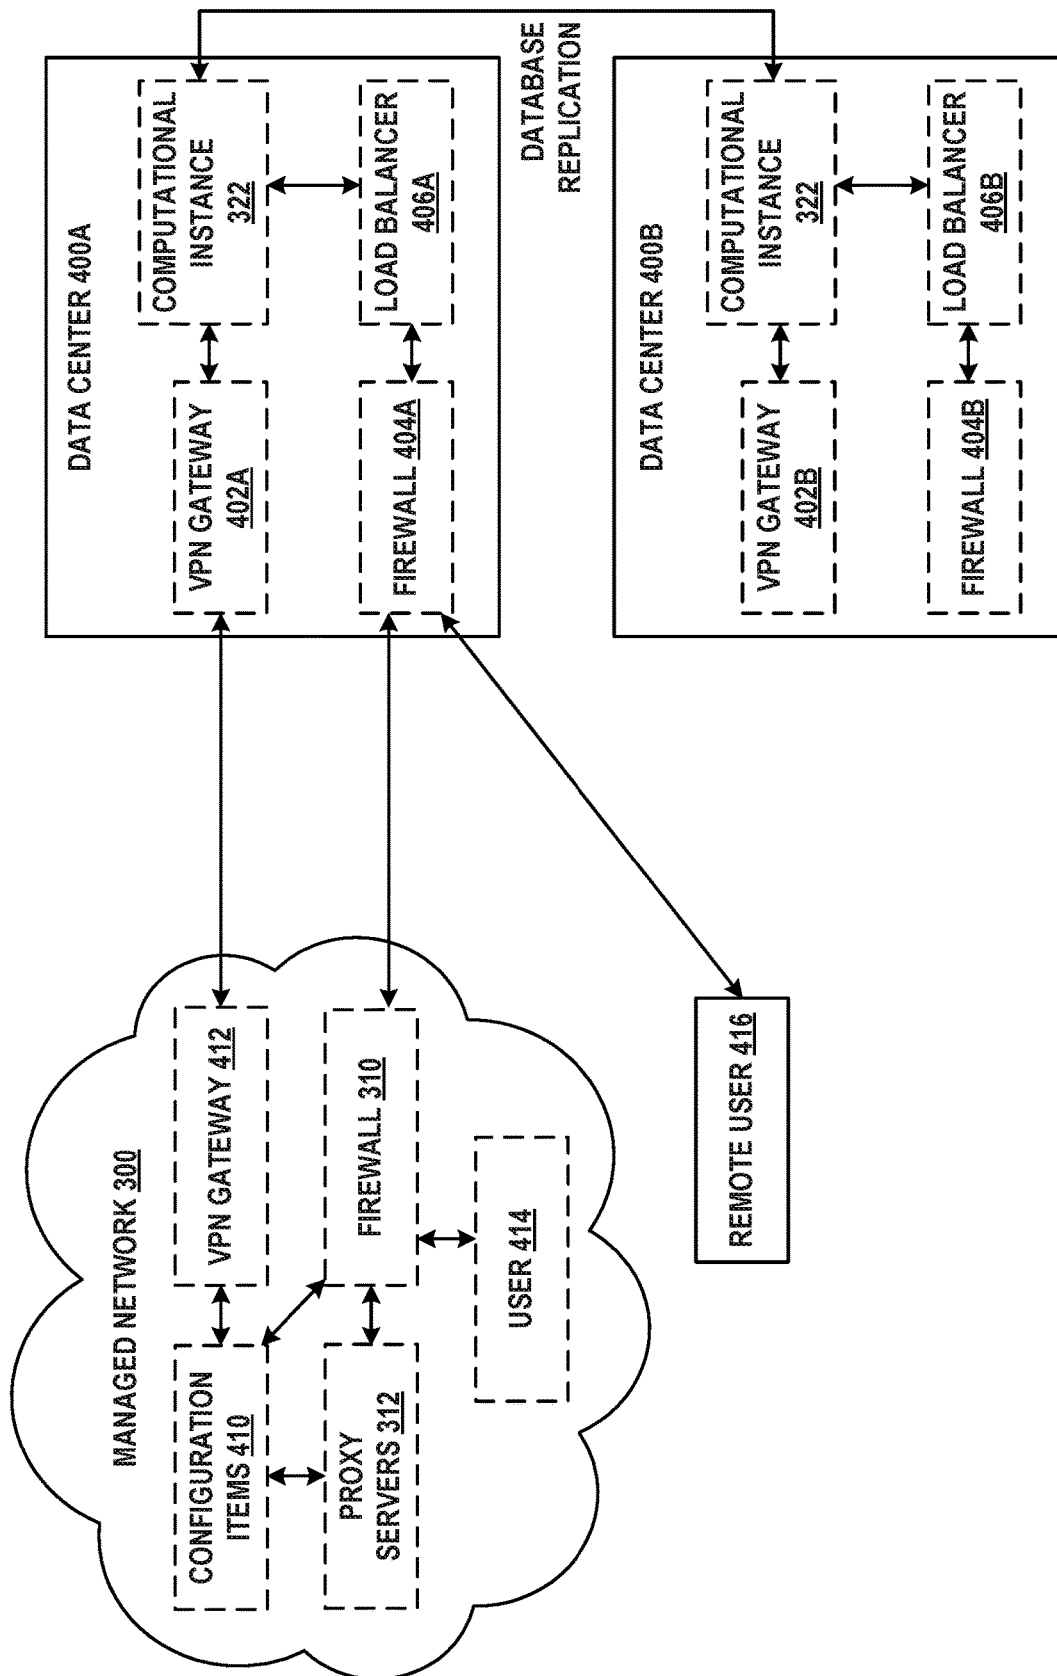 MANAGED NETWORK 300
CONFIGURATION
ITEMS 410
VPN GATEWAY 412
PROXY
SERVERS 312
FIREWALL 310
USER 414
REMOTE USER 416
DATA CENTER 400A
VPN GATEWAY
402A
COMPUTATIONAL
INSTANCE
322
FIREWALL 404A
LOAD BALANCER
406A
DATABASE
REPLICATION
DATA CENTER 400B
VPN GATEWAY
402B
COMPUTATIONAL
INSTANCE
322
FIREWALL 404B
LOAD BALANCER
406B